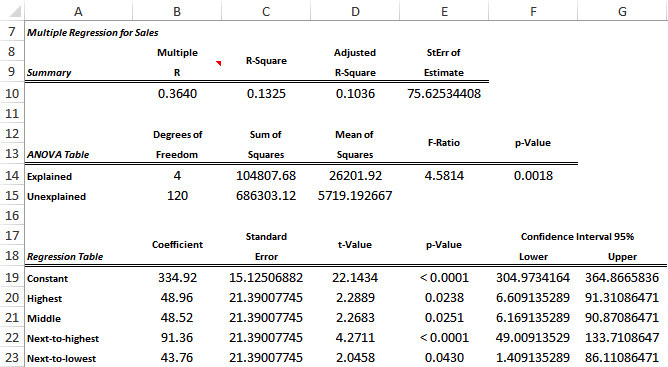 A B C D E F G
7 Multiple Regression for Sales
8 Multiple R-Square Adjusted StErr of
9 Summary R R-Square Estimate
10 0.3640 0.1325 0.1036 75.62534408
11
12 Degrees of Sum of Mean of F-Ratio p-Value
13 ANOVA Table Freedom Squares Squares
14 Explained 4 104807.68 26201.92 4.5814 0.0018
15 Unexplained 120 686303.12 5719.192667
16
17 Coefficient Standard t-Value p-Value Confidence Interval 95%
18 Regression Table Error Lower Upper
19 Constant 334.92 15.12506882 22.1434 < 0.0001 304.9734164 364.8665836
20 Highest 48.96 21.39007745 2.2889 0.0238 6.609135289 91.31086471
21 Middle 48.52 21.39007745 2.2683 0.0251 6.169135289 90.87086471
22 Next-to-highest 91.36 21.39007745 4.2711 < 0.0001 49.00913529 133.7108647
23 Next-to-lowest 43.76 21.39007745 2.0458 0.0430 1.409135289 86.11086471